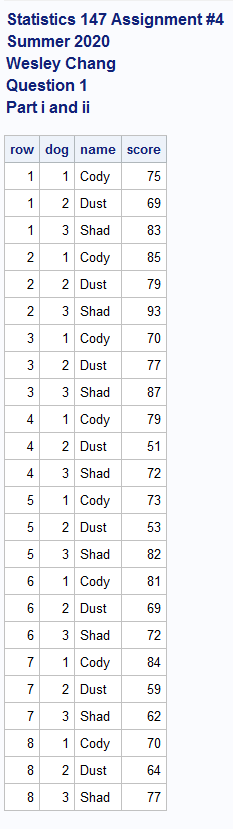 Statistics 147 Assignment #4
Summer 2020
Wesley Chang
Question 1
Part i and ii
row dog name score
1 1 Cody 75
1 2 Dust 69
1 3 Shad 83
2 1 Cody 85
2 2 Dust 79
2 3 Shad 93
3 1 Cody 70
3 2 Dust 77
3 3 Shad 87
4 1 Cody 79
4 2 Dust 51
4 3 Shad 72
5 1 Cody 73
5 2 Dust 53
5 3 Shad 82
6 1 Cody 81
6 2 Dust 69
6 3 Shad 72
7 1 Cody 84
7 2 Dust 59
7 3 Shad 62
8 1 Cody 70
8 2 Dust 64
8 3 Shad 77